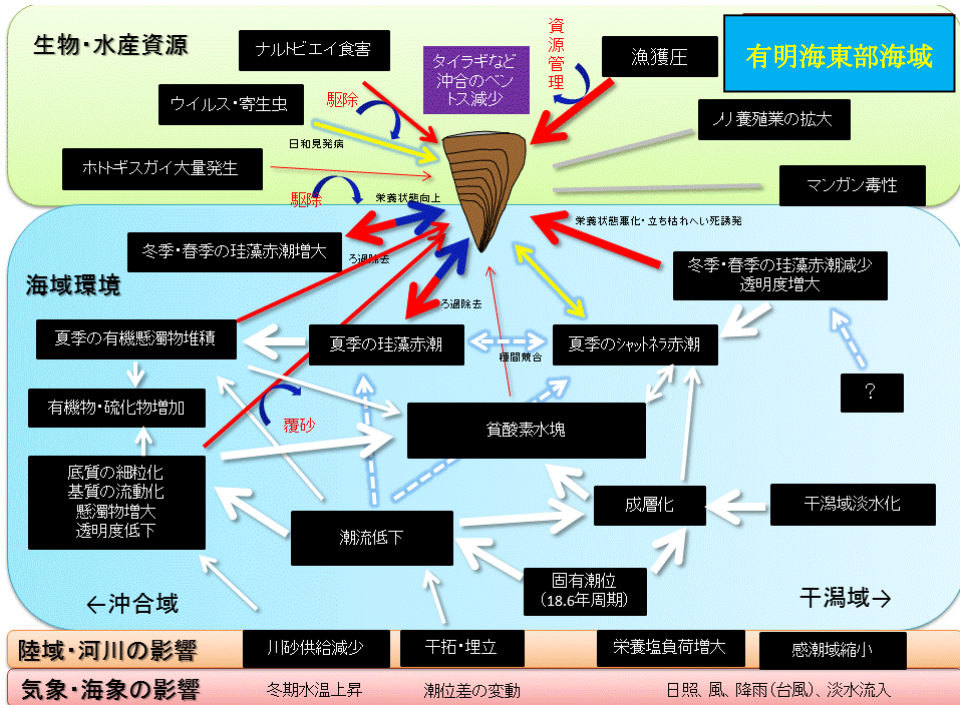 生物・水産資源
ナルトビエイ食害
タイラギなど
沖合のベン
トス減少
資源管理
漁獲圧
有明海東部海域
ウイルス・寄生虫
駆除
日和見発病
ノリ養殖業の拡大
ホトトギスガイ大量発生
駆除
栄養状態向上
マンガン毒性
栄養状態悪化・立ち枯れへい死誘発
冬季・春季の珪藻赤潮増大
ろ過除去
冬季・春季の珪藻赤潮減少
透明度増大
海域環境
ろ過除去
夏季の有機懸濁物堆積
夏季の珪藻赤潮
種間競合
夏季のシャットネラ赤潮
?
有機物・硫化物増加
覆砂
貧酸素水塊
底質の細粒化
基質の流動化
懸濁物増大
透明度低下
潮流低下
成層化
干潟域淡水化
固有潮位
(18.6年周期)
←沖合域
干潟域→
陸域・河川の影響
川砂供給減少
干拓・埋立
栄養塩負荷増大
感潮域縮小
気象・海象の影響
冬期水温上昇
潮位差の変動
日照、風、降雨(台風)、淡水流入